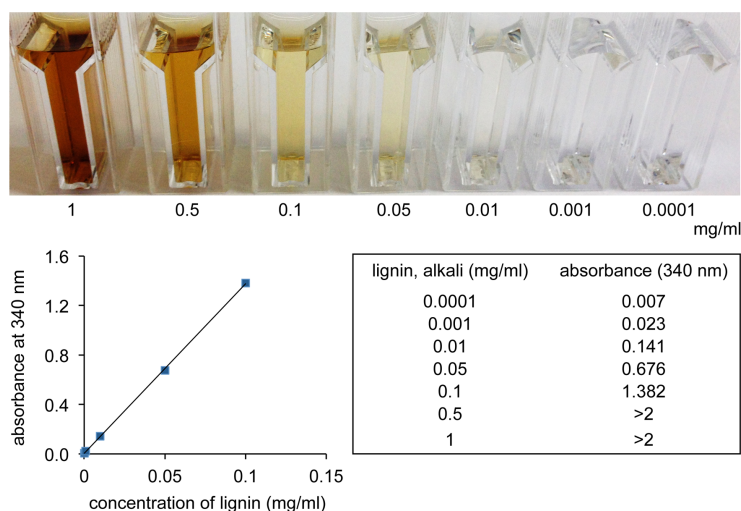 1 0.5 0.1 0.05 0.01 0.001 0.0001
mg/ml
absorbance at 340 nm
1.6
1.2
0.8
0.4
0.0
0 0.05 0.1 0.15
concentration of lignin (mg/ml)
lignin, alkali (mg/ml) absorbance (340 nm)
0.0001 0.007
0.001 0.023
0.01 0.141
0.05 0.676
0.1 1.382
0.5 >2
1 >2